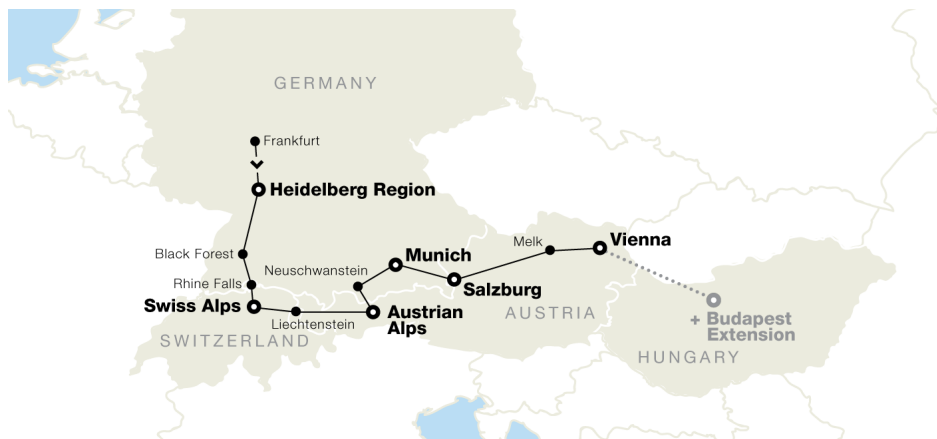 GERMANY
Frankfurt
Heidelberg Region
Black Forest
Rhine Falls
Swiss Alps
Liechtenstein
SWITZERLAND
Neuschwanstein
Munich
Austrian
Alps
Salzburg
Melk
Vienna
AUSTRIA
+ Budapest
Extension
HUNGARY